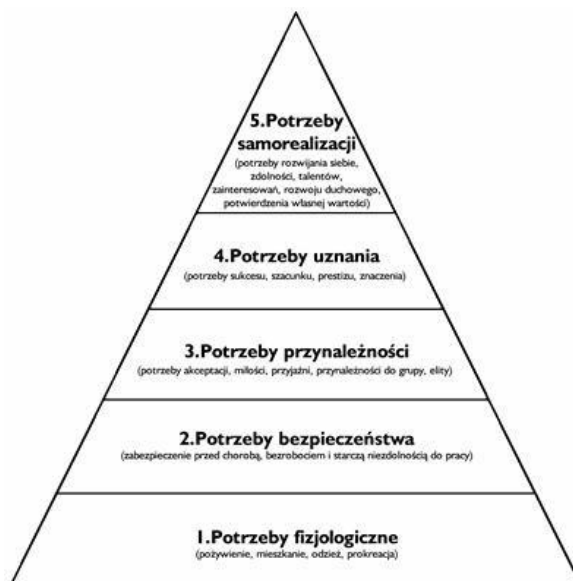 5.Potrzeby
samorealizacji
(potrzeby rozwijania siebie,
zdolności, talentów,
zainteresowań, rozwoju duchowego,
potwierdzenia własnej wartości)
4.Potrzeby uznania
(potrzeby sukcesu, szacunku, prestizu, znaczenia)
3.Potrzeby przynależności
(potrzeby akceptacji, miłości, przyjaźni, przynależności do grupy, elity)
2.Potrzeby bezpieczeństwa
(zabezpieczenie przed chorobą, bezrobociem i starczą niezdolnością do pracy)
1.Potrzeby fizjologiczne
(pożywienie, mieszkanie, odzież, prokreacja)